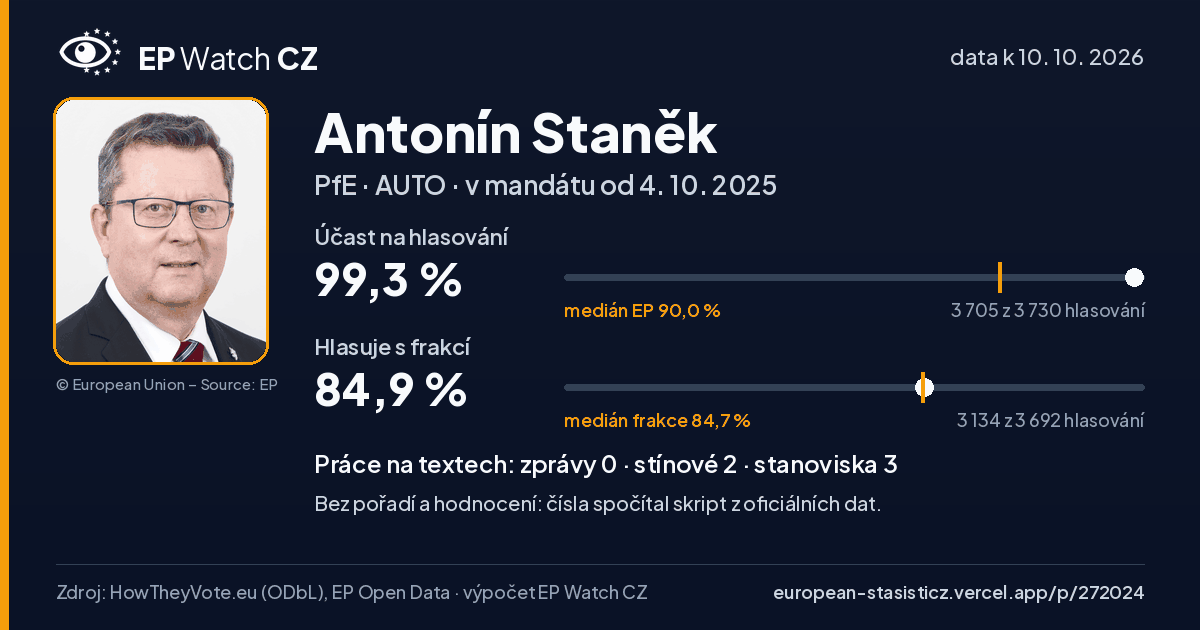 EP Watch CZ
data k 10. 10. 2026
Antonín Staněk
PfE · AUTO · v mandátu od 4. 10. 2025
Účast na hlasování
99,3 %
medián EP 90,0 %
3 705 z 3 730 hlasování
Hlasuje s frakcí
84,9 %
medián frakce 84,7 %
3 134 z 3 692 hlasování
© European Union – Source: EP
Práce na textech: zprávy 0 · stínové 2 · stanoviska 3
Bez pořadí a hodnocení: čísla spočítal skript z oficiálních dat.
Zdroj: HowTheyVote.eu (ODbL), EP Open Data · výpočet EP Watch CZ
european-stasisticz.vercel.app/p/272024